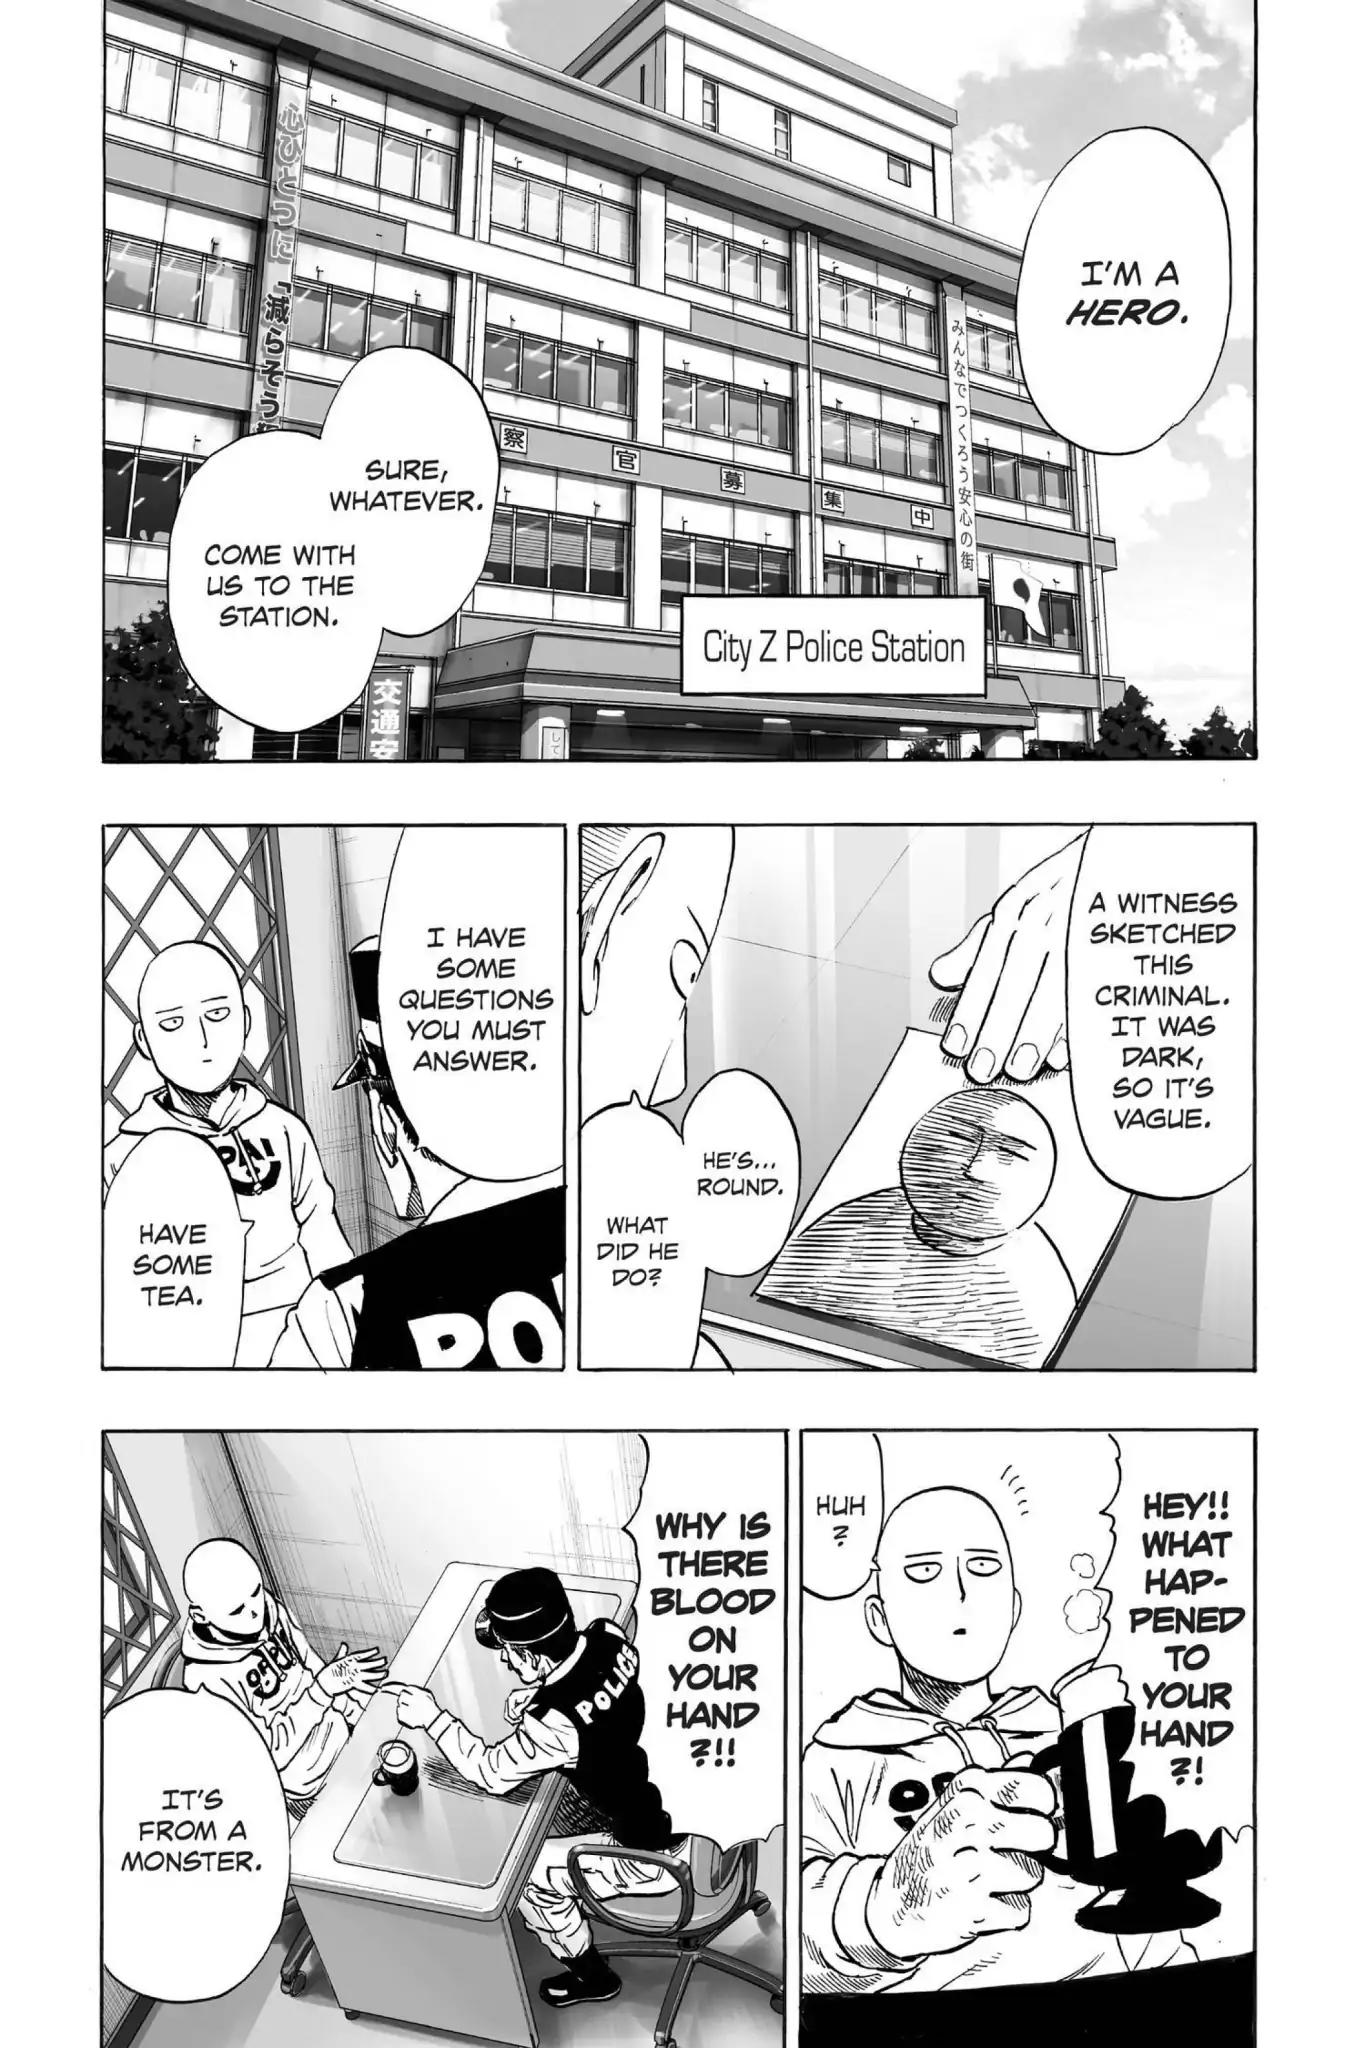 I'M A
HERO.
心ひとつに「減らそう
みんなでつくろう安心の街
SURE,
WHATEVER.
COME WITH
US TO THE
STATION.
察官募集中
City Z Police Station
交通安
して
A WITNESS
SKETCHED
THIS
CRIMINAL.
IT WAS
DARK,
SO IT'S
VAGUE.
HE'S...
ROUND.
WHAT
DID HE
DO?
I HAVE
SOME
QUESTIONS
YOU MUST
ANSWER.
HAVE
SOME
TEA.
PAI
PO
HEY!!
WHAT
HAP-
PENED TO
YOUR
HAND
?!
HUH
?
WHY IS
THERE
BLOOD
ON
YOUR
HAND
?!!
POLICE
IT'S
FROM A
MONSTER.